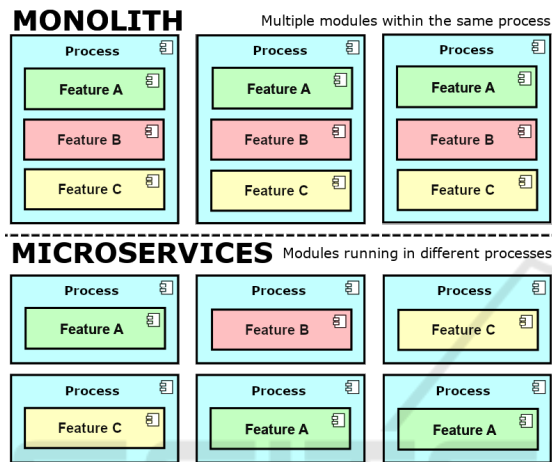 MONOLITH Multiple modules within the same process
Process Process Process
Feature A Feature A Feature A
Feature B Feature B Feature B
Feature C Feature C Feature C
MICROSERVICES Modules running in different processes
Process Process Process
Feature A Feature B Feature C
Process Process Process
Feature C Feature A Feature A